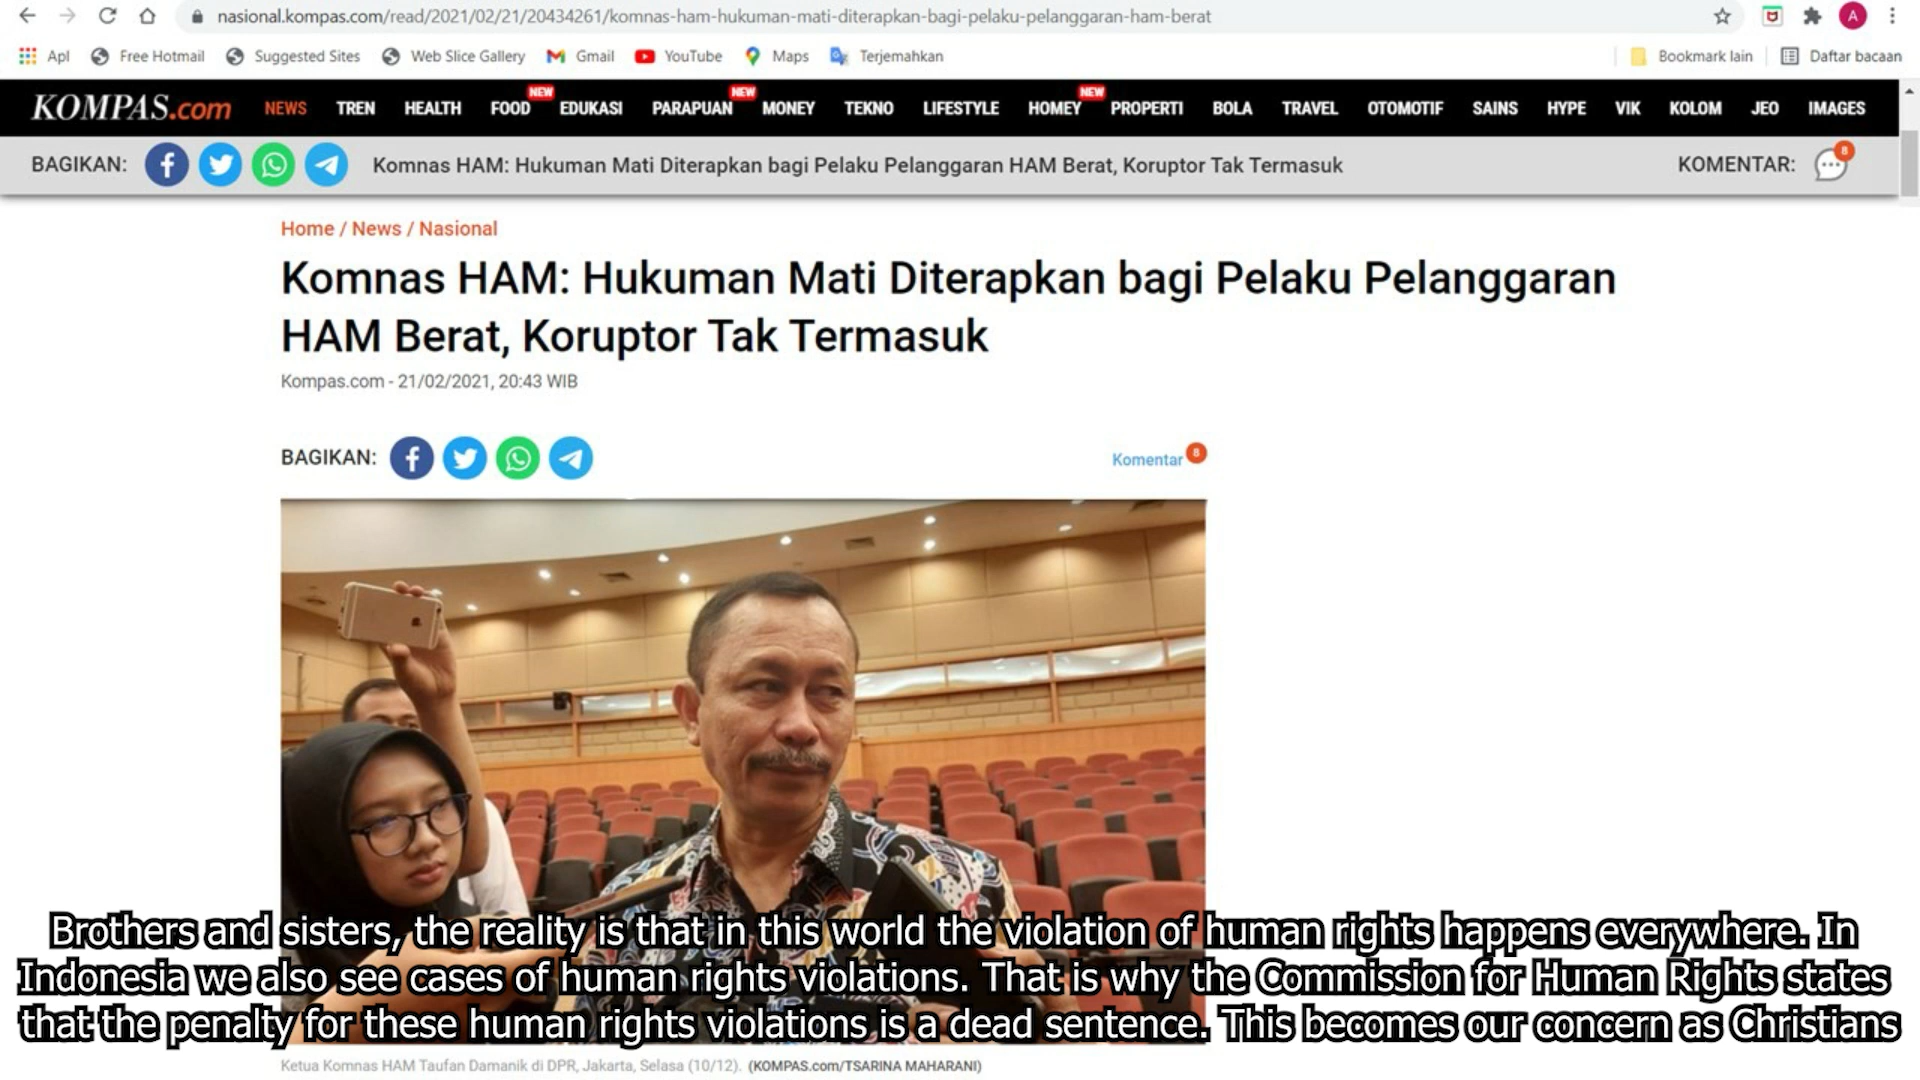 nasional.kompas.com/read/2021/02/21/20434261/komnas-ham-hukuman-mati-diterapkan-bagi-pelaku-pelanggaran-ham-berat
A
Apl Free Hotmail Suggested Sites Web Slice Gallery Gmail YouTube Maps Terjemahkan Bookmark lain Daftar bacaan
NEW NEW NEW
KOMPAS.com NEWS TREN HEALTH FOOD EDUKASI PARAPUAN MONEY TEKNO LIFESTYLE HOMEY PROPERTI BOLA TRAVEL OTOMOTIF SAINS HYPE VIK KOLOM JEO IMAGES
BAGIKAN: Komnas HAM: Hukuman Mati Diterapkan bagi Pelaku Pelanggaran HAM Berat, Koruptor Tak Termasuk KOMENTAR: 8
Home / News / Nasional
Komnas HAM: Hukuman Mati Diterapkan bagi Pelaku Pelanggaran
HAM Berat, Koruptor Tak Termasuk
Kompas.com - 21/02/2021, 20:43 WIB
BAGIKAN: Komentar 8
Brothers and sisters, the reality is that in this world the violation of human rights happens everywhere. In
Indonesia we also see cases of human rights violations. That is why the Commission for Human Rights states
that the penalty for these human rights violations is a dead sentence. This becomes our concern as Christians
Ketua Komnas HAM Taufan Damanik di DPR, Jakarta, Selasa (10/12). (KOMPAS.com/TSARINA MAHARANI)